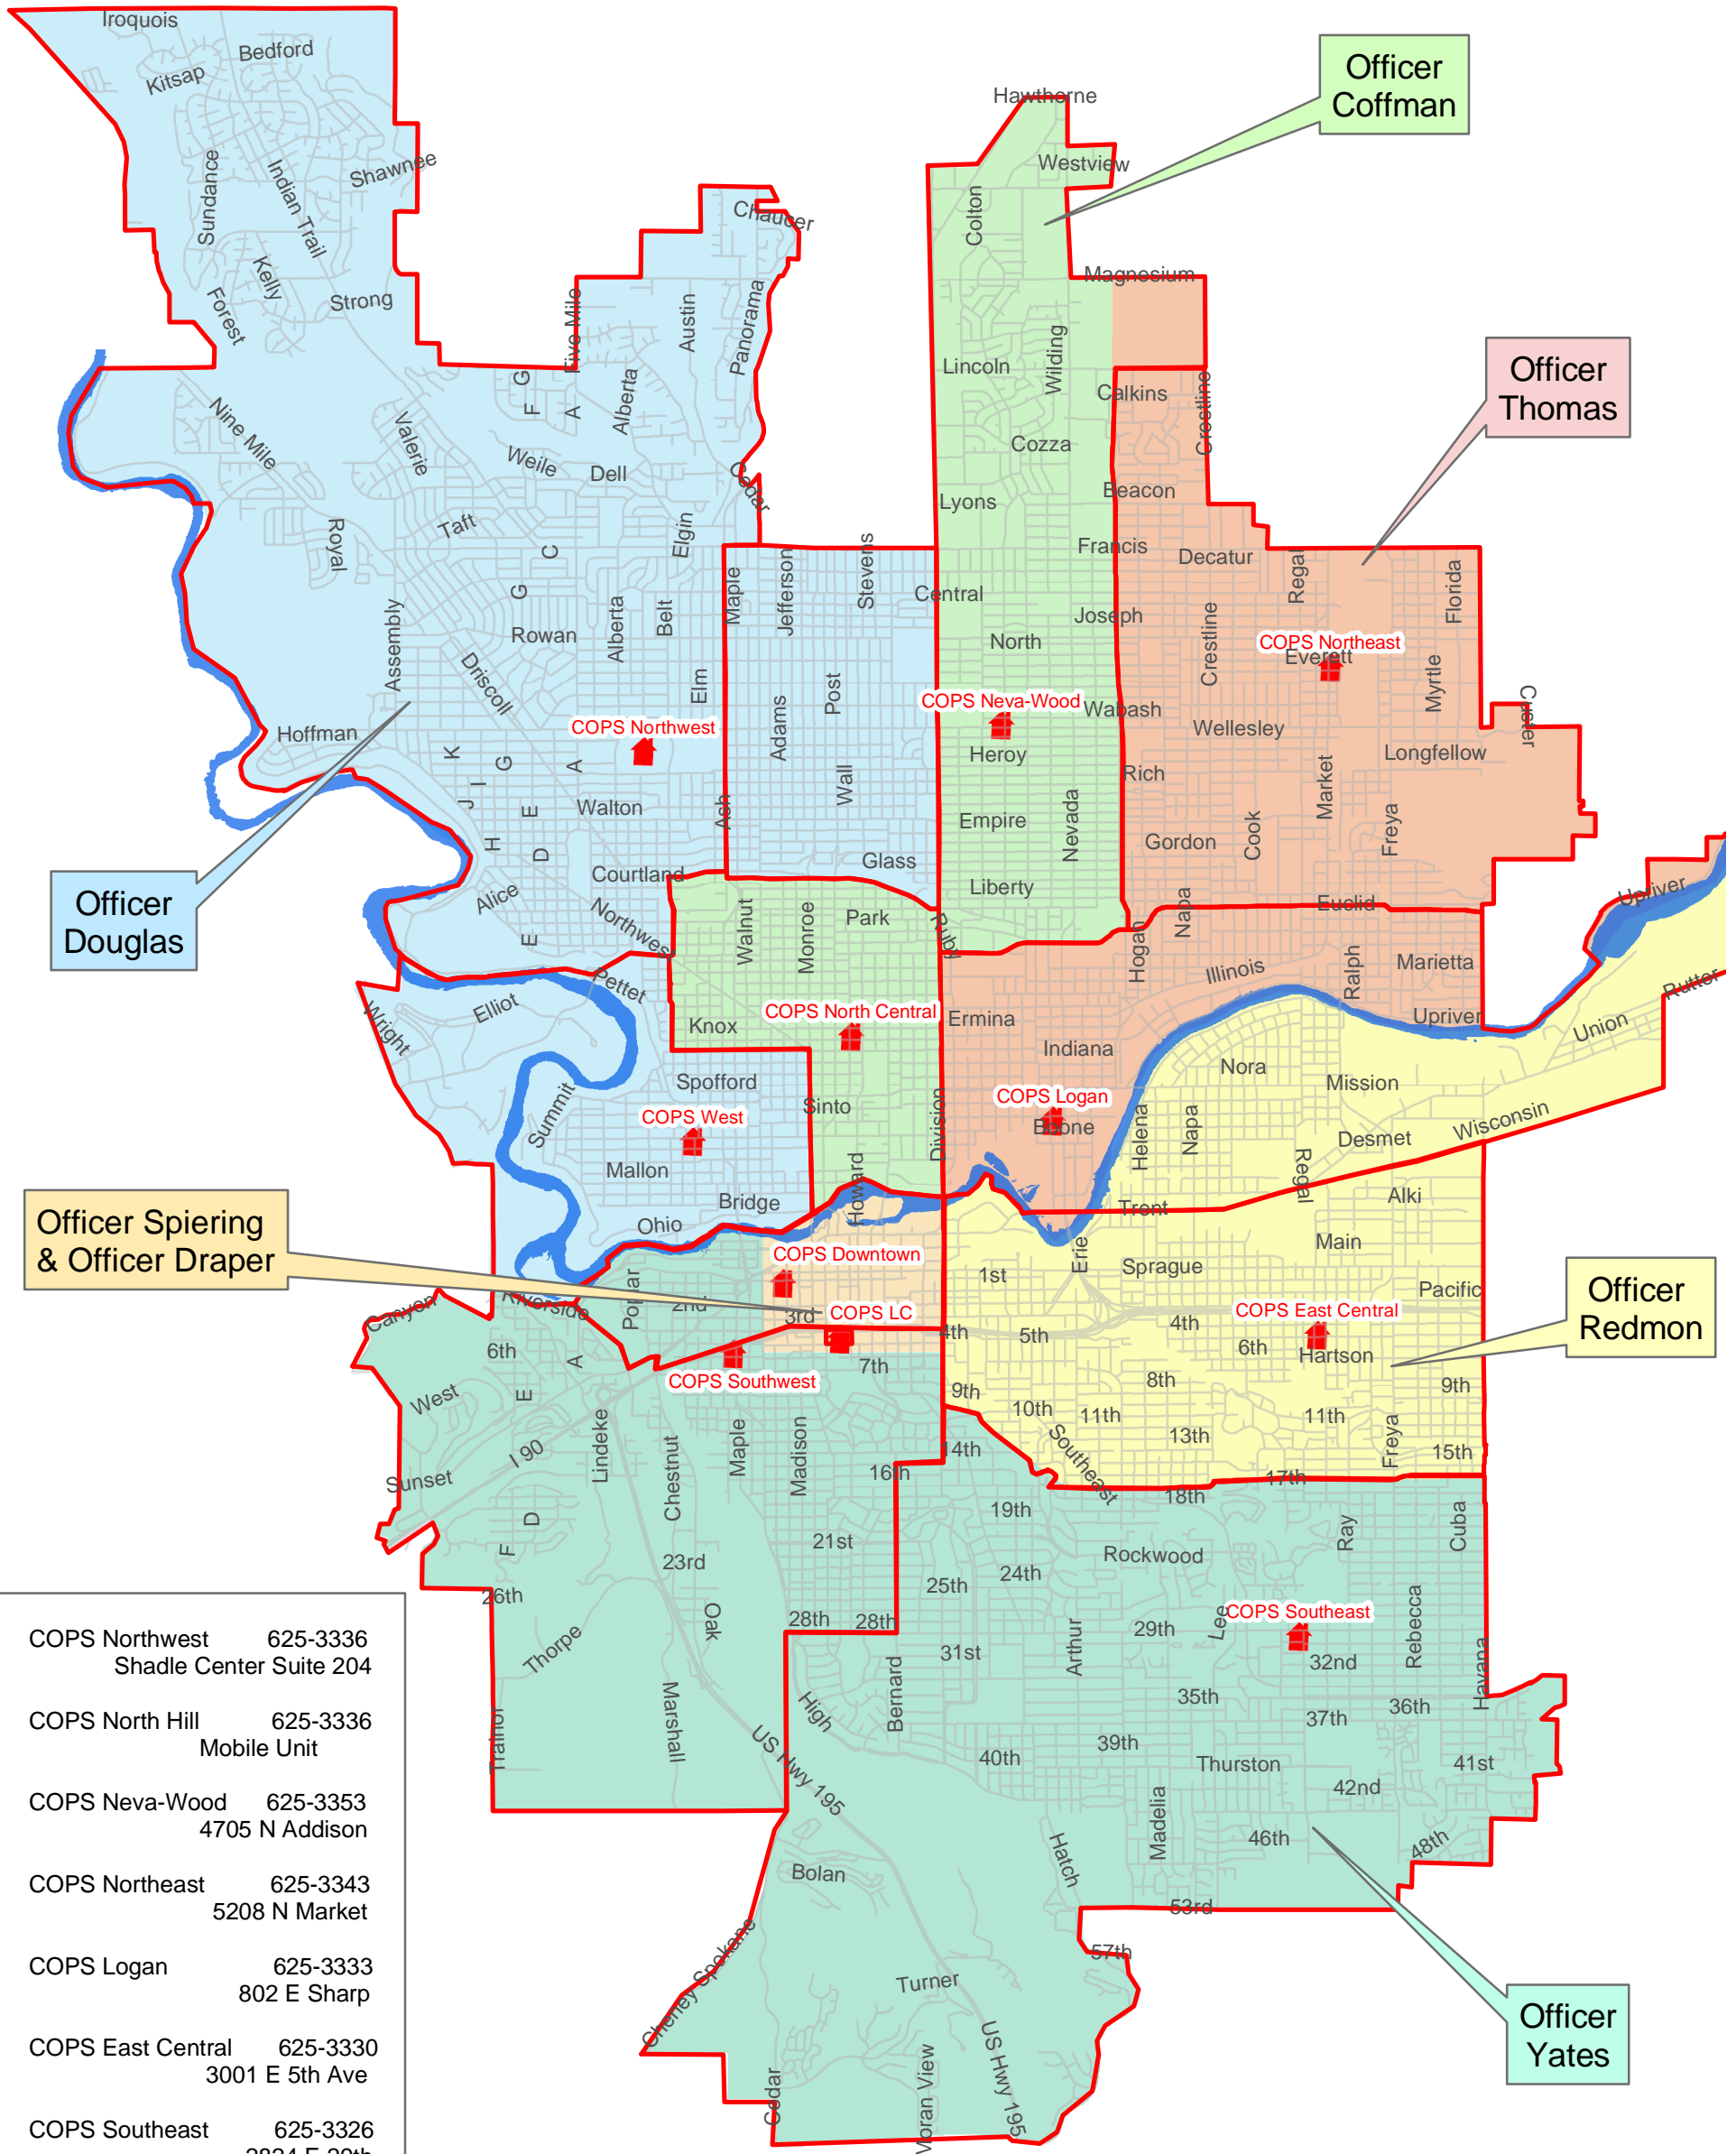 Iroquois
Bedford
Kitsap
Hawthorne
Officer
Coffman
Westview
Shawnee
Sundance
Indian Trail
Colton
Chaucer
Kelly
Strong
Forest
Magnesium
Five Mile
Austin
Panorama
Wilding
Lincoln
Calkins
Crestline
Officer
Thomas
G
F
A
Alberta
Nine Mile
Valerie
Weile
Dell
Cedar
Cozza
Lyons
Beacon
Royal
Taft
C
Elgin
Francis
Decatur
Regal
Stevens
Jefferson
Maple
Central
Florida
G
Assembly
Rowan
Alberta
Belt
Joseph
North
Crestline
COPS Northeast
Everett
Myrtle
Driscoll
Elm
Post
Adams
COPS Neva-Wood
Wabash
Custer
Hoffman
COPS Northwest
Wellesley
Longfellow
Heroy
K
G
A
I
J
Rich
Wall
Market
Walton
Ash
E
H
D
Empire
Nevada
Gordon
Cook
Freya
Glass
Courtland
Liberty
Alice
Officer
Douglas
Northwest
E
Walnut
Monroe
Park
Ruby
Hogan
Napa
Euclid
Upriver
Illinois
Ralph
Marietta
Pettet
Elliot
Wright
Knox
COPS North Central
Ermina
Upriver
Union
Rutter
Indiana
Nora
Mission
Spofford
Summit
COPS West
Sinto
Division
COPS Logan
Boone
Helena
Napa
Desmet
Wisconsin
Mallon
Regal
Howard
Bridge
Trent
Alki
Officer Spiering
& Officer Draper
Ohio
COPS Downtown
Erie
Main
Sprague
1st
Pacific
Canyon
Riverside
Poplar
2nd
3rd
COPS LC
4th
5th
4th
COPS East Central
6th
Hartson
Officer
Redmon
6th
A
7th
COPS Southwest
West
E
9th
8th
9th
10th
11th
11th
13th
Freya
15th
Southeast
14th
I 90
Lindeke
Chestnut
Maple
Madison
16th
17th
18th
Sunset
D
F
19th
Ray
Cuba
21st
23rd
Rockwood
24th
25th
26th
Oak
28th
28th
29th
Lee
COPS Southeast
Rebecca
Thorpe
31st
Arthur
32nd
Havana
Bernard
Marshall
High
35th
36th
37th
Trainor
US Hwy 195
40th
39th
Thurston
41st
42nd
Madelia
46th
48th
Hatch
Bolan
53rd
57th
Cheney Spokane
Turner
US Hwy 195
Moran View
Cedar
Officer
Yates
COPS Northwest 625-3336
Shadle Center Suite 204
COPS North Hill 625-3336
Mobile Unit
COPS Neva-Wood 625-3353
4705 N Addison
COPS Northeast 625-3343
5208 N Market
COPS Logan 625-3333
802 E Sharp
COPS East Central 625-3330
3001 E 5th Ave
COPS Southeast 625-3326